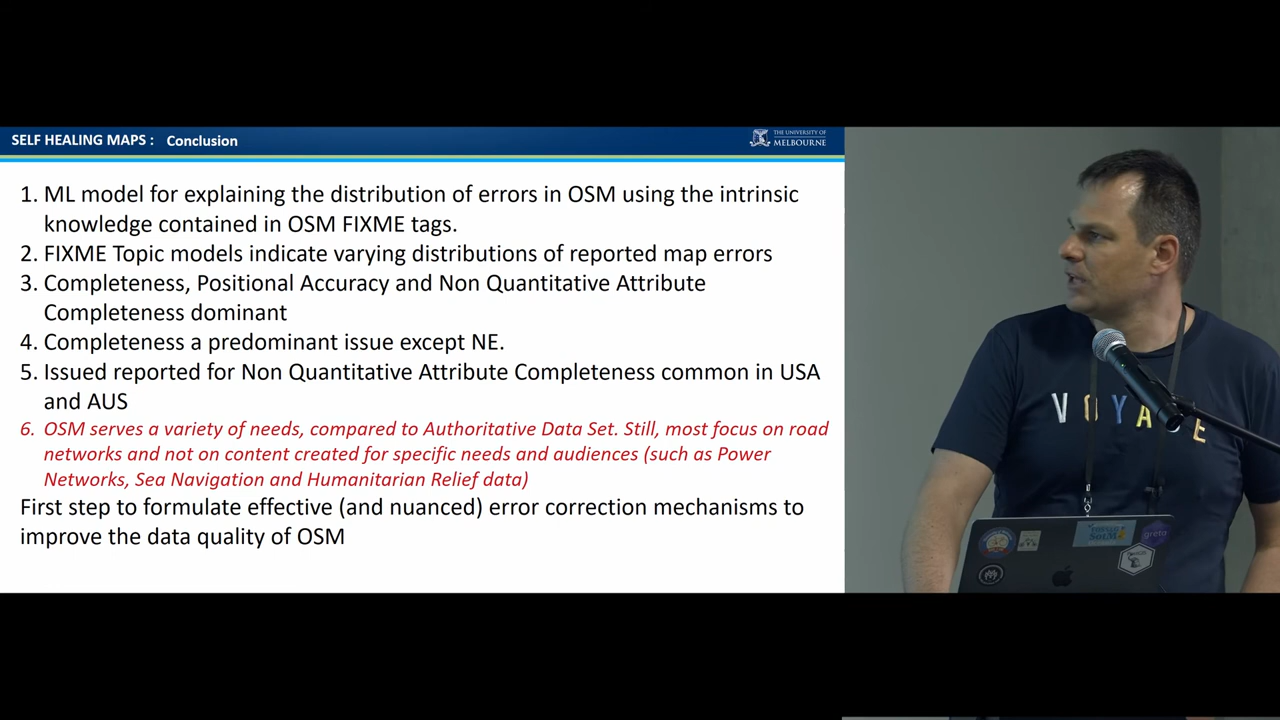 SELF HEALING MAPS : Conclusion
THE UNIVERSITY OF
MELBOURNE
1. ML model for explaining the distribution of errors in OSM using the intrinsic
knowledge contained in OSM FIXME tags.
2. FIXME Topic models indicate varying distributions of reported map errors
3. Completeness, Positional Accuracy and Non Quantitative Attribute
Completeness dominant
4. Completeness a predominant issue except NE.
5. Issued reported for Non Quantitative Attribute Completeness common in USA
and AUS
6. OSM serves a variety of needs, compared to Authoritative Data Set. Still, most focus on road
networks and not on content created for specific needs and audiences (such as Power
Networks, Sea Navigation and Humanitarian Relief data)
First step to formulate effective (and nuanced) error correction mechanisms to
improve the data quality of OSM
VOYAGE
SotM
greta